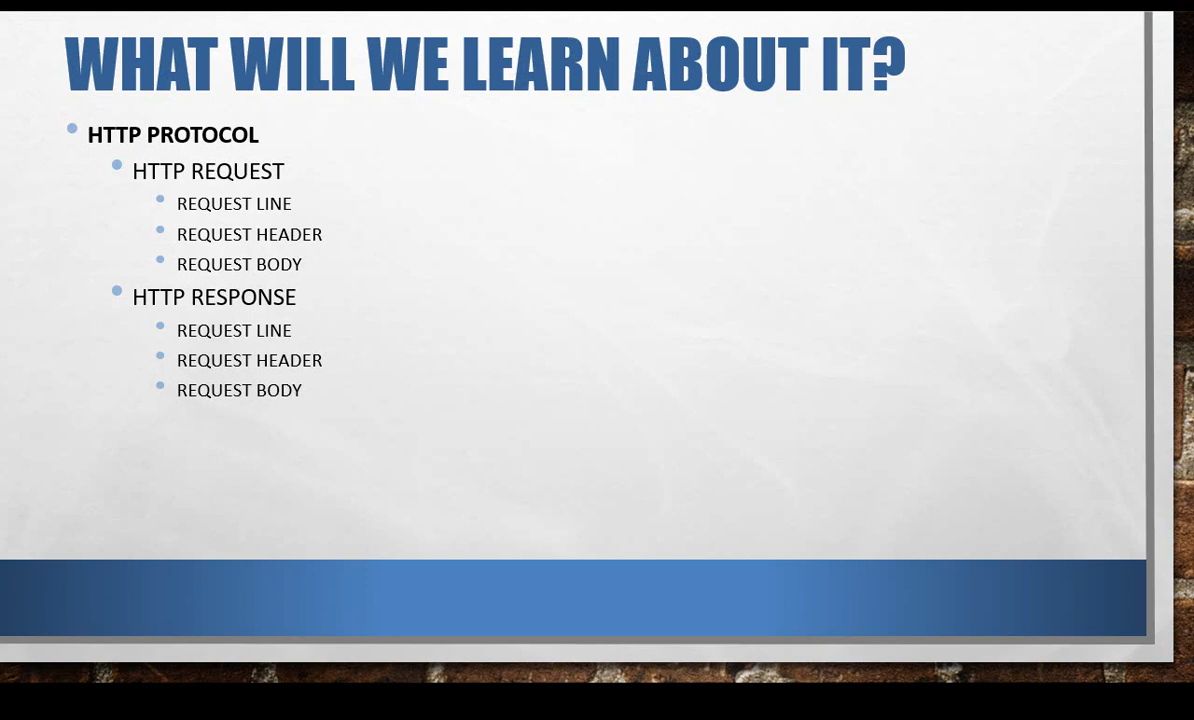 WHAT WILL WE LEARN ABOUT IT?
HTTP PROTOCOL
HTTP REQUEST
REQUEST LINE
REQUEST HEADER
REQUEST BODY
HTTP RESPONSE
REQUEST LINE
REQUEST HEADER
REQUEST BODY